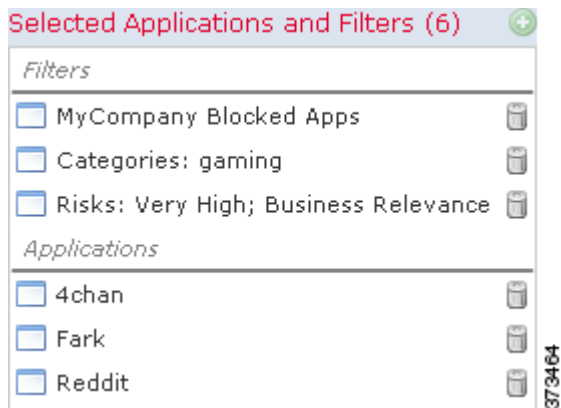 Selected Applications and Filters (6)
Filters
MyCompany Blocked Apps
Categories: gaming
Risks: Very High; Business Relevance
Applications
4chan
Fark
Reddit
373464